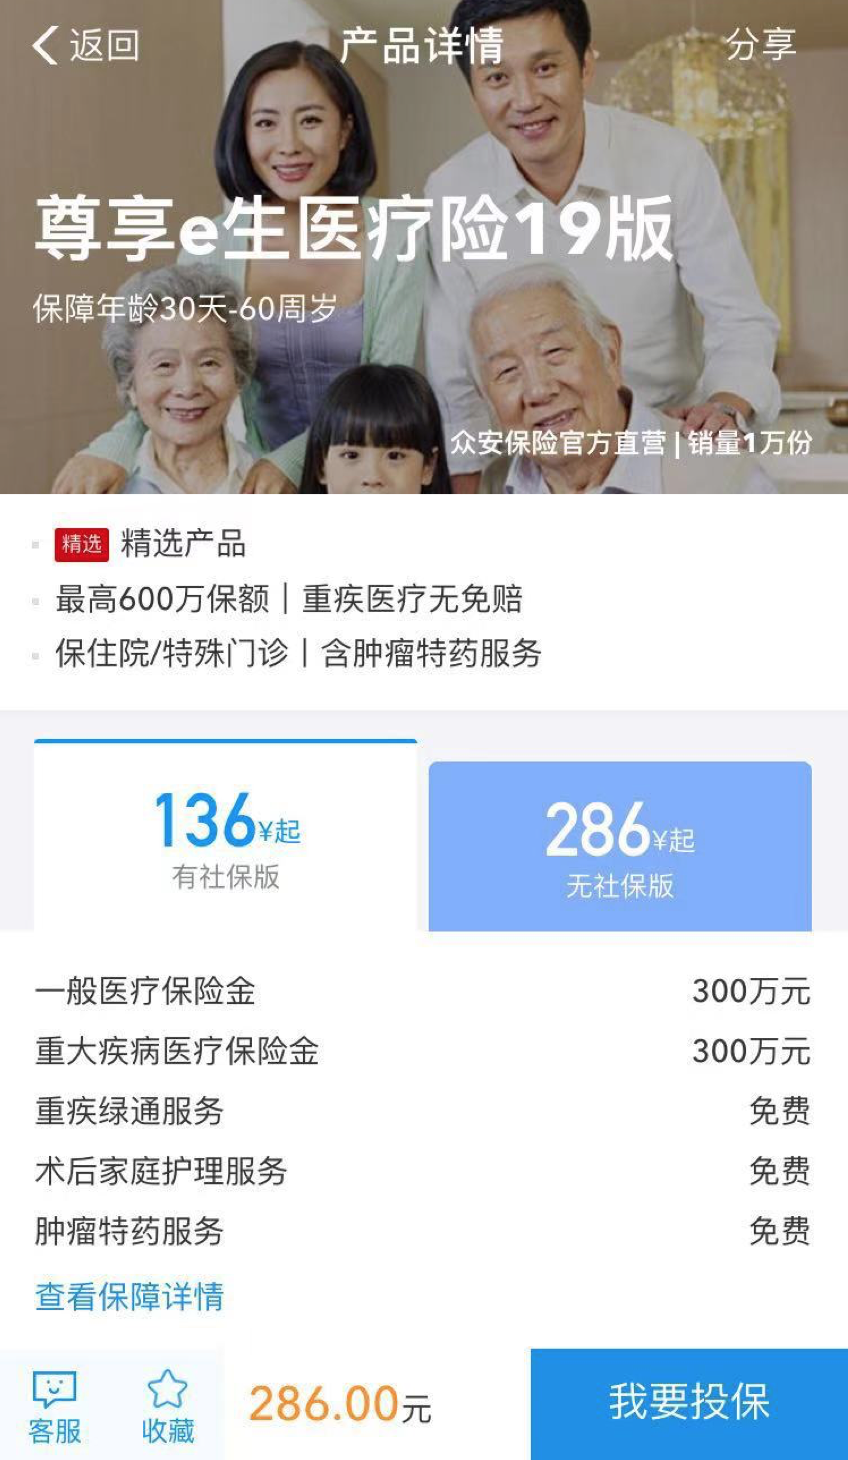 返回 产品详情 分享
尊享e生医疗险19版
保障年龄30天-60周岁
众安保险官方直营 | 销量1万份
精选 精选产品
最高600万保额｜重疾医疗无免赔
保住院/特殊门诊｜含肿瘤特药服务
136¥起 286¥起
有社保版 无社保版
一般医疗保险金 300万元
重大疾病医疗保险金 300万元
重疾绿通服务 免费
术后家庭护理服务 免费
肿瘤特药服务 免费
查看保障详情
客服 收藏 286.00元 我要投保